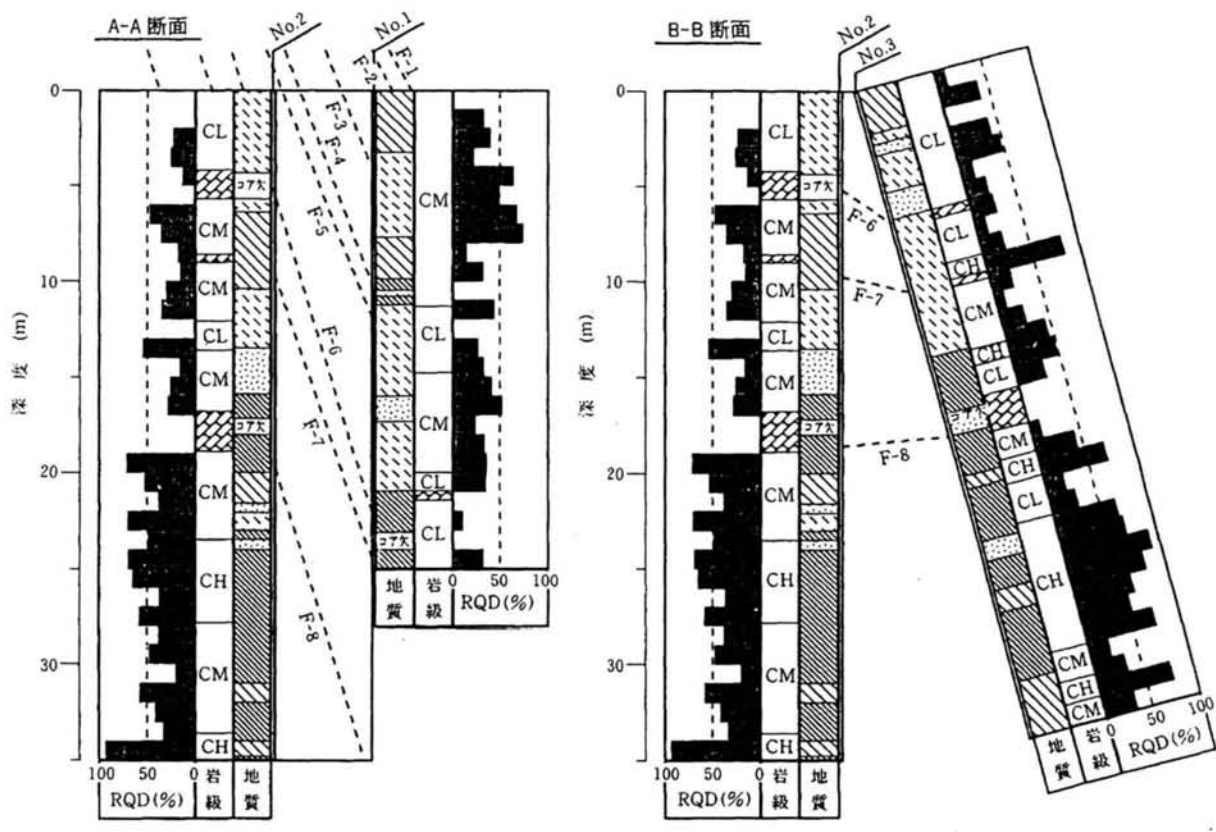 A-A 断面
No.2
No.1
F-1
F-2
F-3
F-4
F-5
F-6
F-7
F-8
0
10
20
30
深度 (m)
CL
CM
CM
CL
CM
CM
CH
CM
CH
コア欠
コア欠
100 50 0
RQD(%)
岩級
地質
CM
CL
CM
CL
CL
コア欠
地質
岩級
0 50 100
RQD(%)
B-B 断面
No.2
No.3
0
10
20
30
深度 (m)
CL
CM
CM
CL
CM
CM
CH
CM
CH
コア欠
コア欠
100 50 0
RQD(%)
岩級
地質
F-6
F-7
F-8
CL
CL
CH
CM
CH
CL
コア欠
CM
CH
CL
CH
CM
CH
CM
地質
岩級
0 50 100
RQD(%)